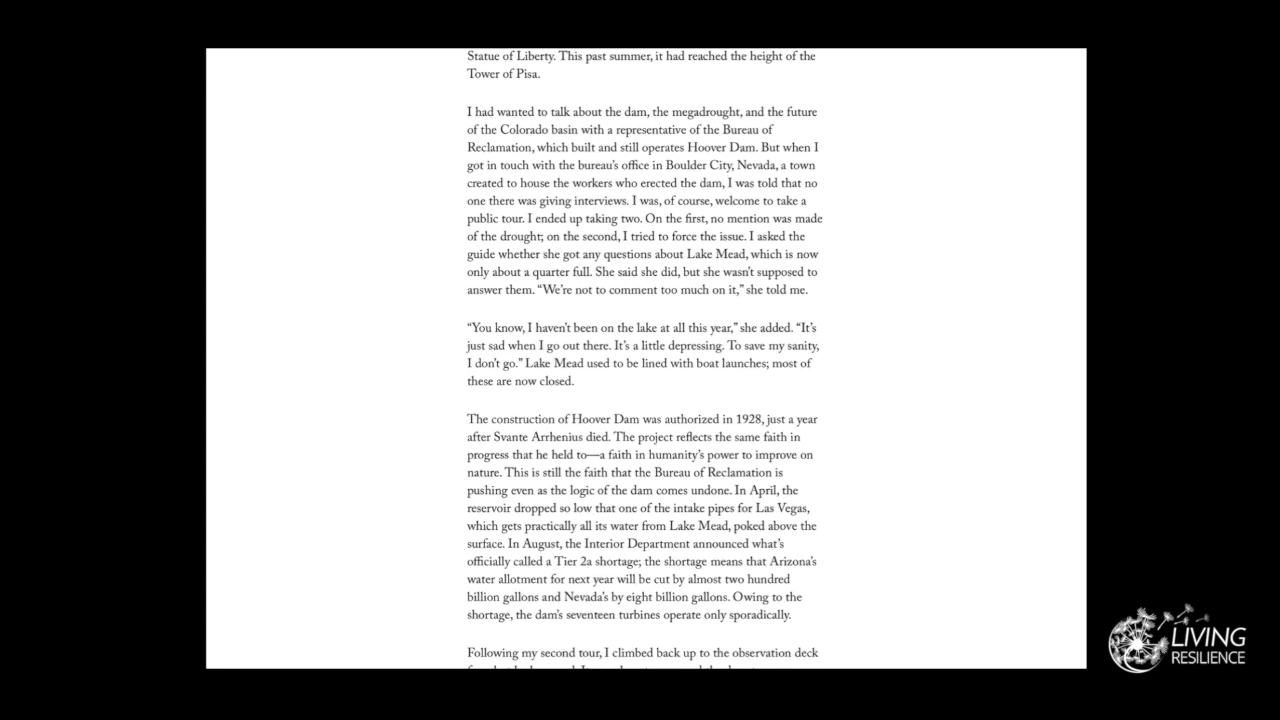 Statue of Liberty. This past summer, it had reached the height of the
Tower of Pisa.
I had wanted to talk about the dam, the megadrought, and the future
of the Colorado basin with a representative of the Bureau of
Reclamation, which built and still operates Hoover Dam. But when I
got in touch with the bureau’s office in Boulder City, Nevada, a town
created to house the workers who erected the dam, I was told that no
one there was giving interviews. I was, of course, welcome to take a
public tour. I ended up taking two. On the first, no mention was made
of the drought; on the second, I tried to force the issue. I asked the
guide whether she got any questions about Lake Mead, which is now
only about a quarter full. She said she did, but she wasn’t supposed to
answer them. “We’re not to comment too much on it,” she told me.
“You know, I haven’t been on the lake at all this year,” she added. “It’s
just sad when I go out there. It’s a little depressing. To save my sanity,
I don’t go.” Lake Mead used to be lined with boat launches; most of
these are now closed.
The construction of Hoover Dam was authorized in 1928, just a year
after Svante Arrhenius died. The project reflects the same faith in
progress that he held to—a faith in humanity’s power to improve on
nature. This is still the faith that the Bureau of Reclamation is
pushing even as the logic of the dam comes undone. In April, the
reservoir dropped so low that one of the intake pipes for Las Vegas,
which gets practically all its water from Lake Mead, poked above the
surface. In August, the Interior Department announced what’s
officially called a Tier 2a shortage; the shortage means that Arizona’s
water allotment for next year will be cut by almost two hundred
billion gallons and Nevada’s by eight billion gallons. Owing to the
shortage, the dam’s seventeen turbines operate only sporadically.
Following my second tour, I climbed back up to the observation deck
LIVING
RESILIENCE